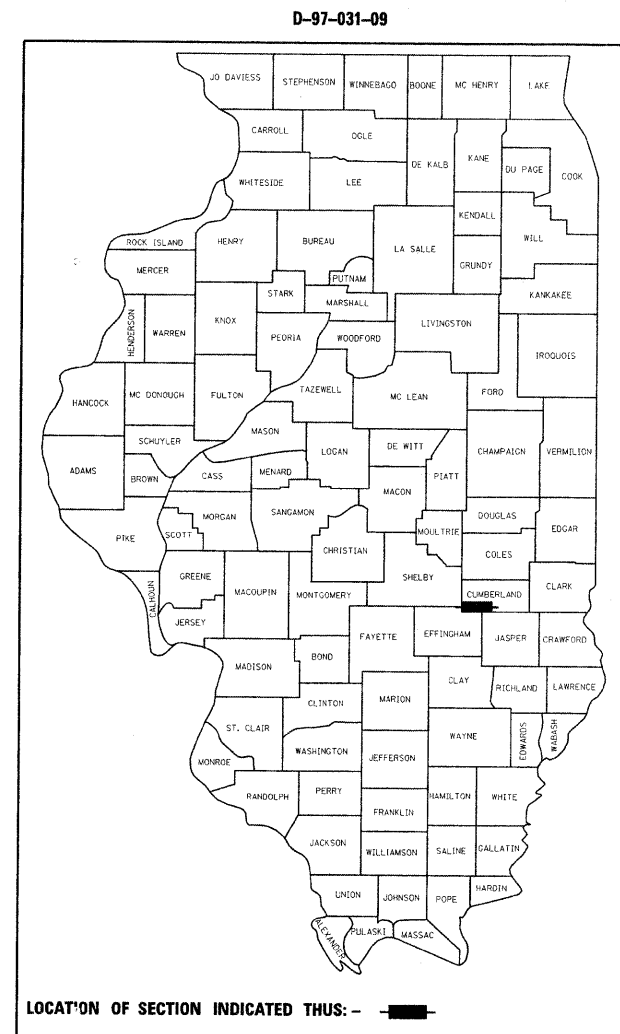 D-97-031-09
JO DAVIESS STEPHENSON WINNEBAGO BOONE MC HENRY LAKE
CARROLL OGLE
DE KALB KANE DU PAGE COOK
WHITESIDE LEE
KENDALL
ROCK ISLAND HENRY BUREAU LA SALLE WILL
MERCER PUTNAM GRUNDY
STARK MARSHALL KANKAKEE
HENDERSON WARREN KNOX PEORIA WOODFORD LIVINGSTON
IROQUOIS
HANCOCK MC DONOUGH FULTON TAZEWELL MC LEAN FORD
SCHUYLER MASON
ADAMS BROWN CASS MENARD LOGAN DE WITT PIATT CHAMPAIGN VERMILION
MACON
PIKE SCOTT MORGAN SANGAMON CHRISTIAN MOULTRIE DOUGLAS EDGAR
COLES
CALHOUN GREENE MACOUPIN MONTGOMERY SHELBY CUMBERLAND CLARK
JERSEY FAYETTE EFFINGHAM JASPER CRAWFORD
MADISON BOND
CLAY RICHLAND LAWRENCE
CLINTON MARION
ST. CLAIR WAYNE EDWARDS WABASH
WASHINGTON JEFFERSON
MONROE
RANDOLPH PERRY HAMILTON WHITE
FRANKLIN
JACKSON WILLIAMSON SALINE GALLATIN
UNION JOHNSON POPE HARDIN
ALEXANDER PULASKI MASSAC
LOCATION OF SECTION INDICATED THUS: -